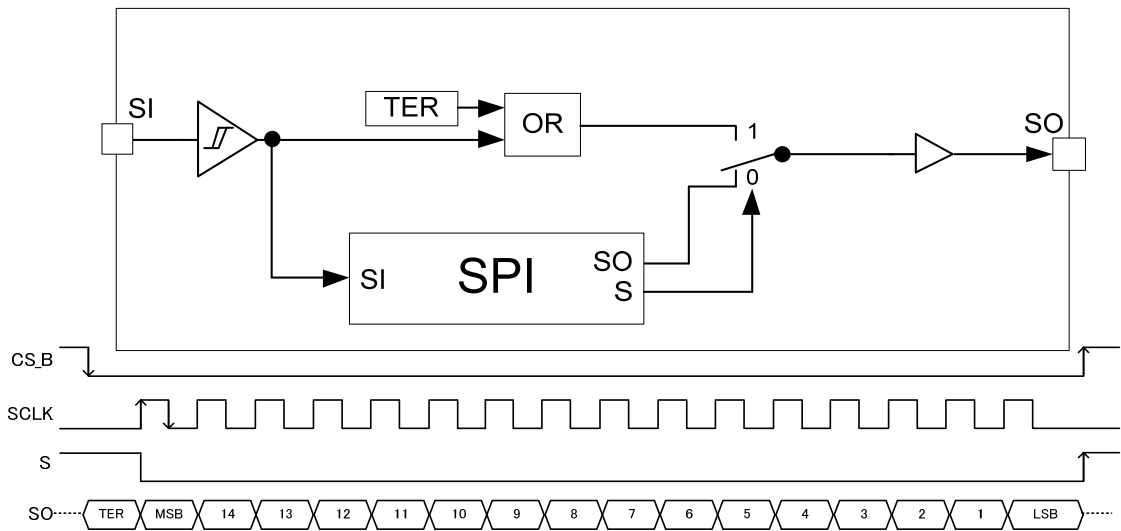 SI SO
TER
OR
1
0
SI SPI SO
S
CS_B
SCLK
S
SO TER MSB 14 13 12 11 10 9 8 7 6 5 4 3 2 1 LSB